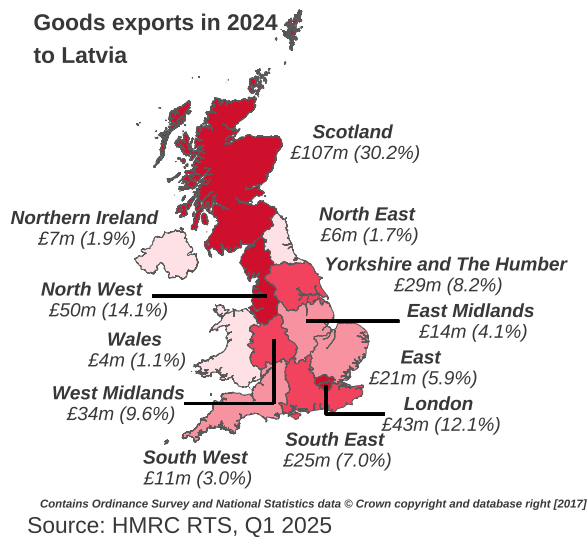 Goods exports in 2024
to Latvia
Scotland
£107m (30.2%)
Northern Ireland
£7m (1.9%)
North East
£6m (1.7%)
Yorkshire and The Humber
£29m (8.2%)
North West
£50m (14.1%)
East Midlands
£14m (4.1%)
Wales
£4m (1.1%)
East
£21m (5.9%)
West Midlands
£34m (9.6%)
London
£43m (12.1%)
South East
£25m (7.0%)
South West
£11m (3.0%)
Contains Ordinance Survey and National Statistics data © Crown copyright and database right [2017]
Source: HMRC RTS, Q1 2025